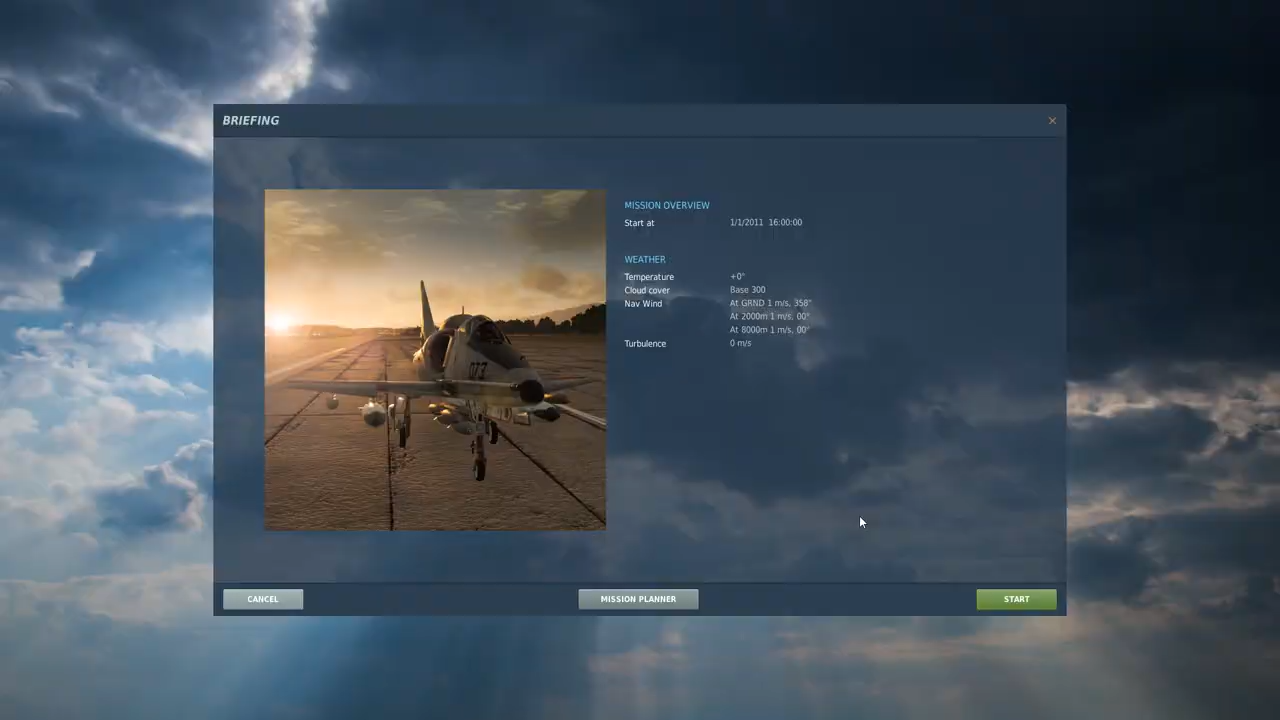 BRIEFING
×
073
MISSION OVERVIEW
Start at 1/1/2011 16:00:00
WEATHER
Temperature +0°
Cloud cover Base 300
Nav Wind At GRND 1 m/s, 358°
At 2000m 1 m/s, 00°
At 8000m 1 m/s, 00°
Turbulence 0 m/s
CANCEL MISSION PLANNER START